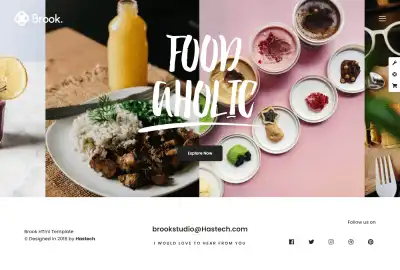 Brook.
FOOD
AHOLIC
Explore Now
Brook Html Template
© Designed in 2018 by Hastech
brookstudio@Hastech.com
I WOULD LOVE TO HEAR FROM YOU
Follow us on